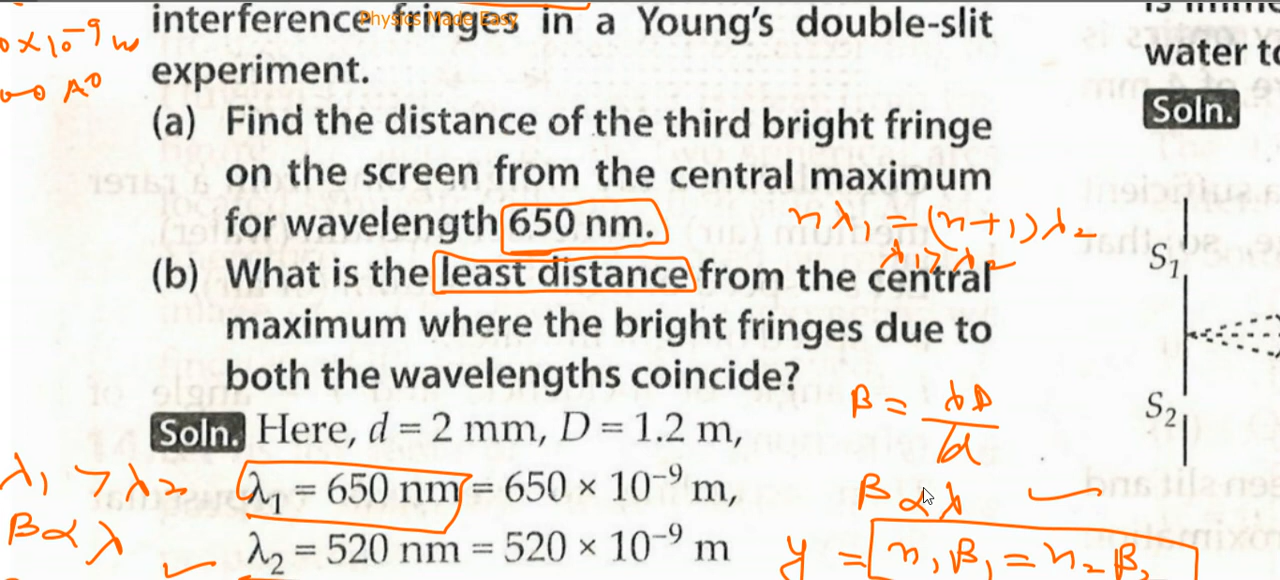 interference fringes in a Young's double-slit
Physics Made Easy
experiment.
(a) Find the distance of the third bright fringe
on the screen from the central maximum
for wavelength 650 nm.
(b) What is the least distance from the central
maximum where the bright fringes due to
both the wavelengths coincide?
Soln. Here, d = 2 mm, D = 1.2 m,
λ₁ = 650 nm = 650 × 10⁻⁹ m,
λ₂ = 520 nm = 520 × 10⁻⁹ m
×10⁻⁹ m
A⁰
nλ₁ = (n+1)λ₂
λ₁ > λ₂
β = λD/d
β ∝ λ
y = n₁β₁ = n₂β₂
λ₁ > λ₂
β ∝ λ
water to
Soln.
S₁
S₂